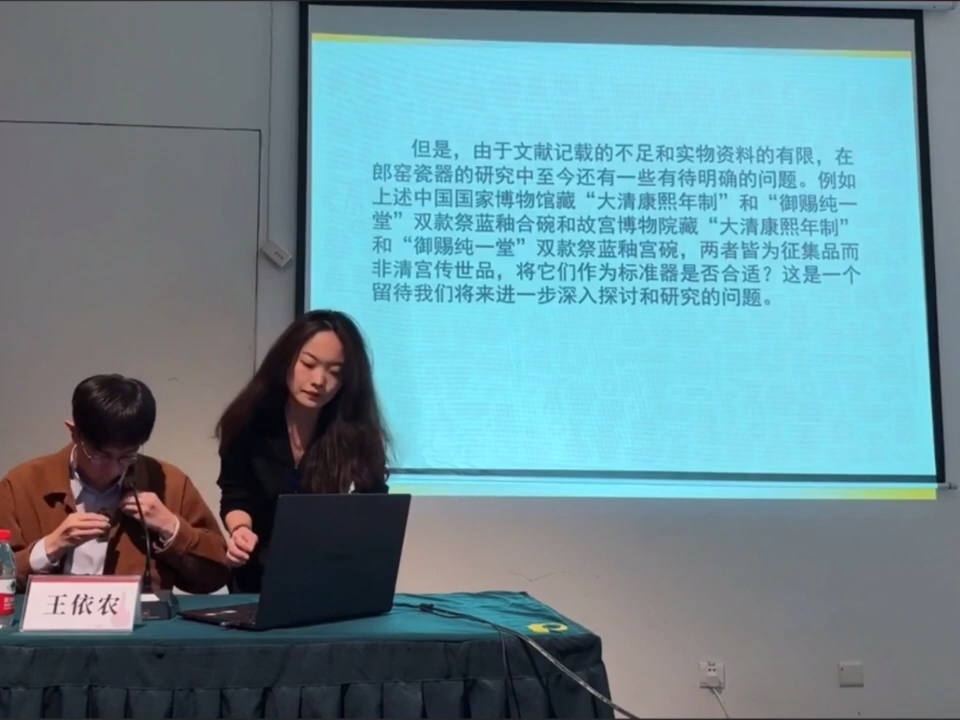 但是，由于文献记载的不足和实物资料的有限，在
郎窑瓷器的研究中至今还有一些有待明确的问题。例如
上述中国国家博物馆藏“大清康熙年制”和“御赐纯一
堂”双款祭蓝釉合碗和故宫博物院藏“大清康熙年制”
和“御赐纯一堂”双款祭蓝釉宫碗，两者皆为征集品而
非清宫传世品，将它们作为标准器是否合适？这是一个
留待我们将来进一步深入探讨和研究的问题。
王依农